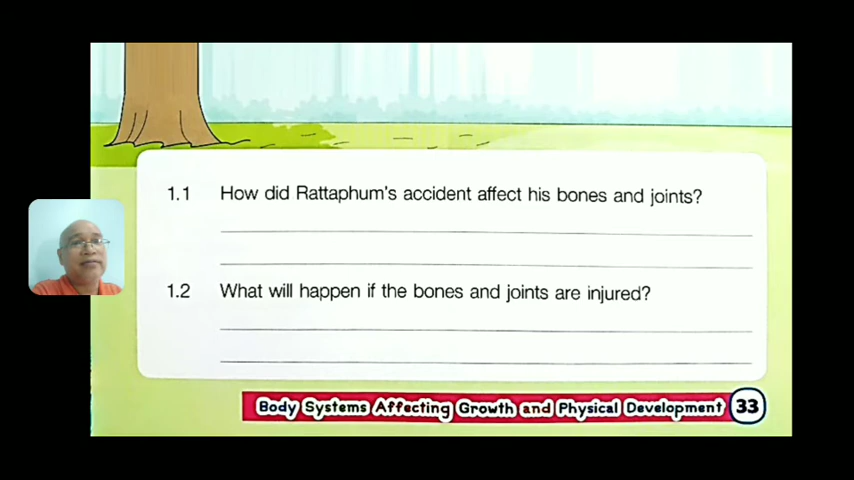 1.1 How did Rattaphum's accident affect his bones and joints?
1.2 What will happen if the bones and joints are injured?
Body Systems Affecting Growth and Physical Development 33